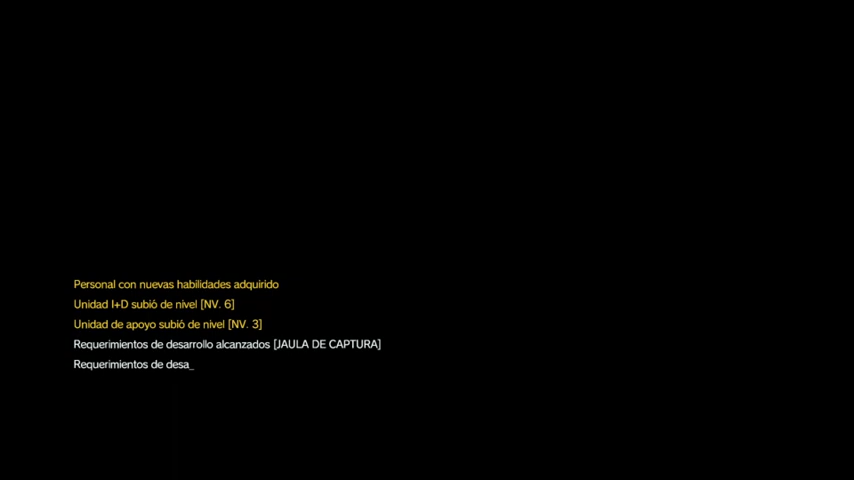 Personal con nuevas habilidades adquirido
Unidad I+D subió de nivel [NV. 6]
Unidad de apoyo subió de nivel [NV. 3]
Requerimientos de desarrollo alcanzados [JAULA DE CAPTURA]
Requerimientos de desa_